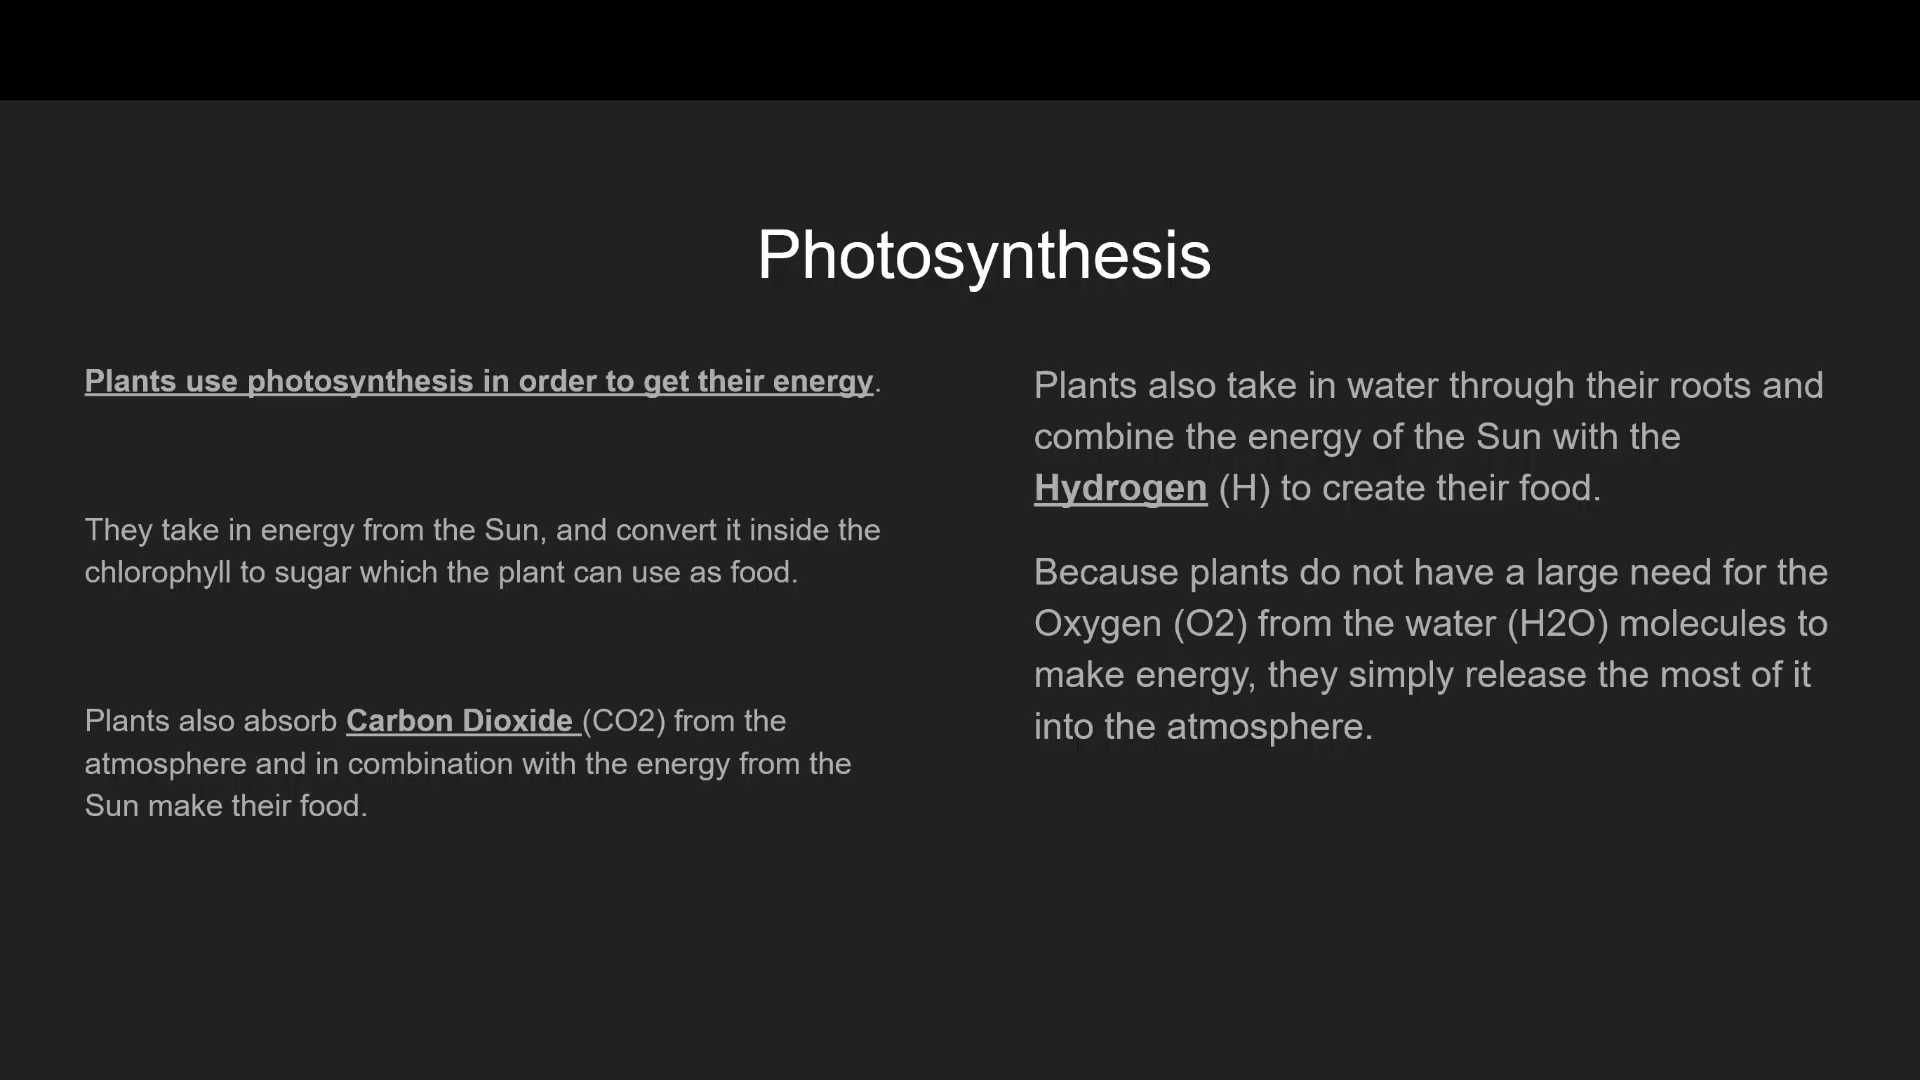 Photosynthesis
Plants use photosynthesis in order to get their energy.
They take in energy from the Sun, and convert it inside the
chlorophyll to sugar which the plant can use as food.
Plants also absorb Carbon Dioxide (CO2) from the
atmosphere and in combination with the energy from the
Sun make their food.
Plants also take in water through their roots and
combine the energy of the Sun with the
Hydrogen (H) to create their food.
Because plants do not have a large need for the
Oxygen (O2) from the water (H2O) molecules to
make energy, they simply release the most of it
into the atmosphere.